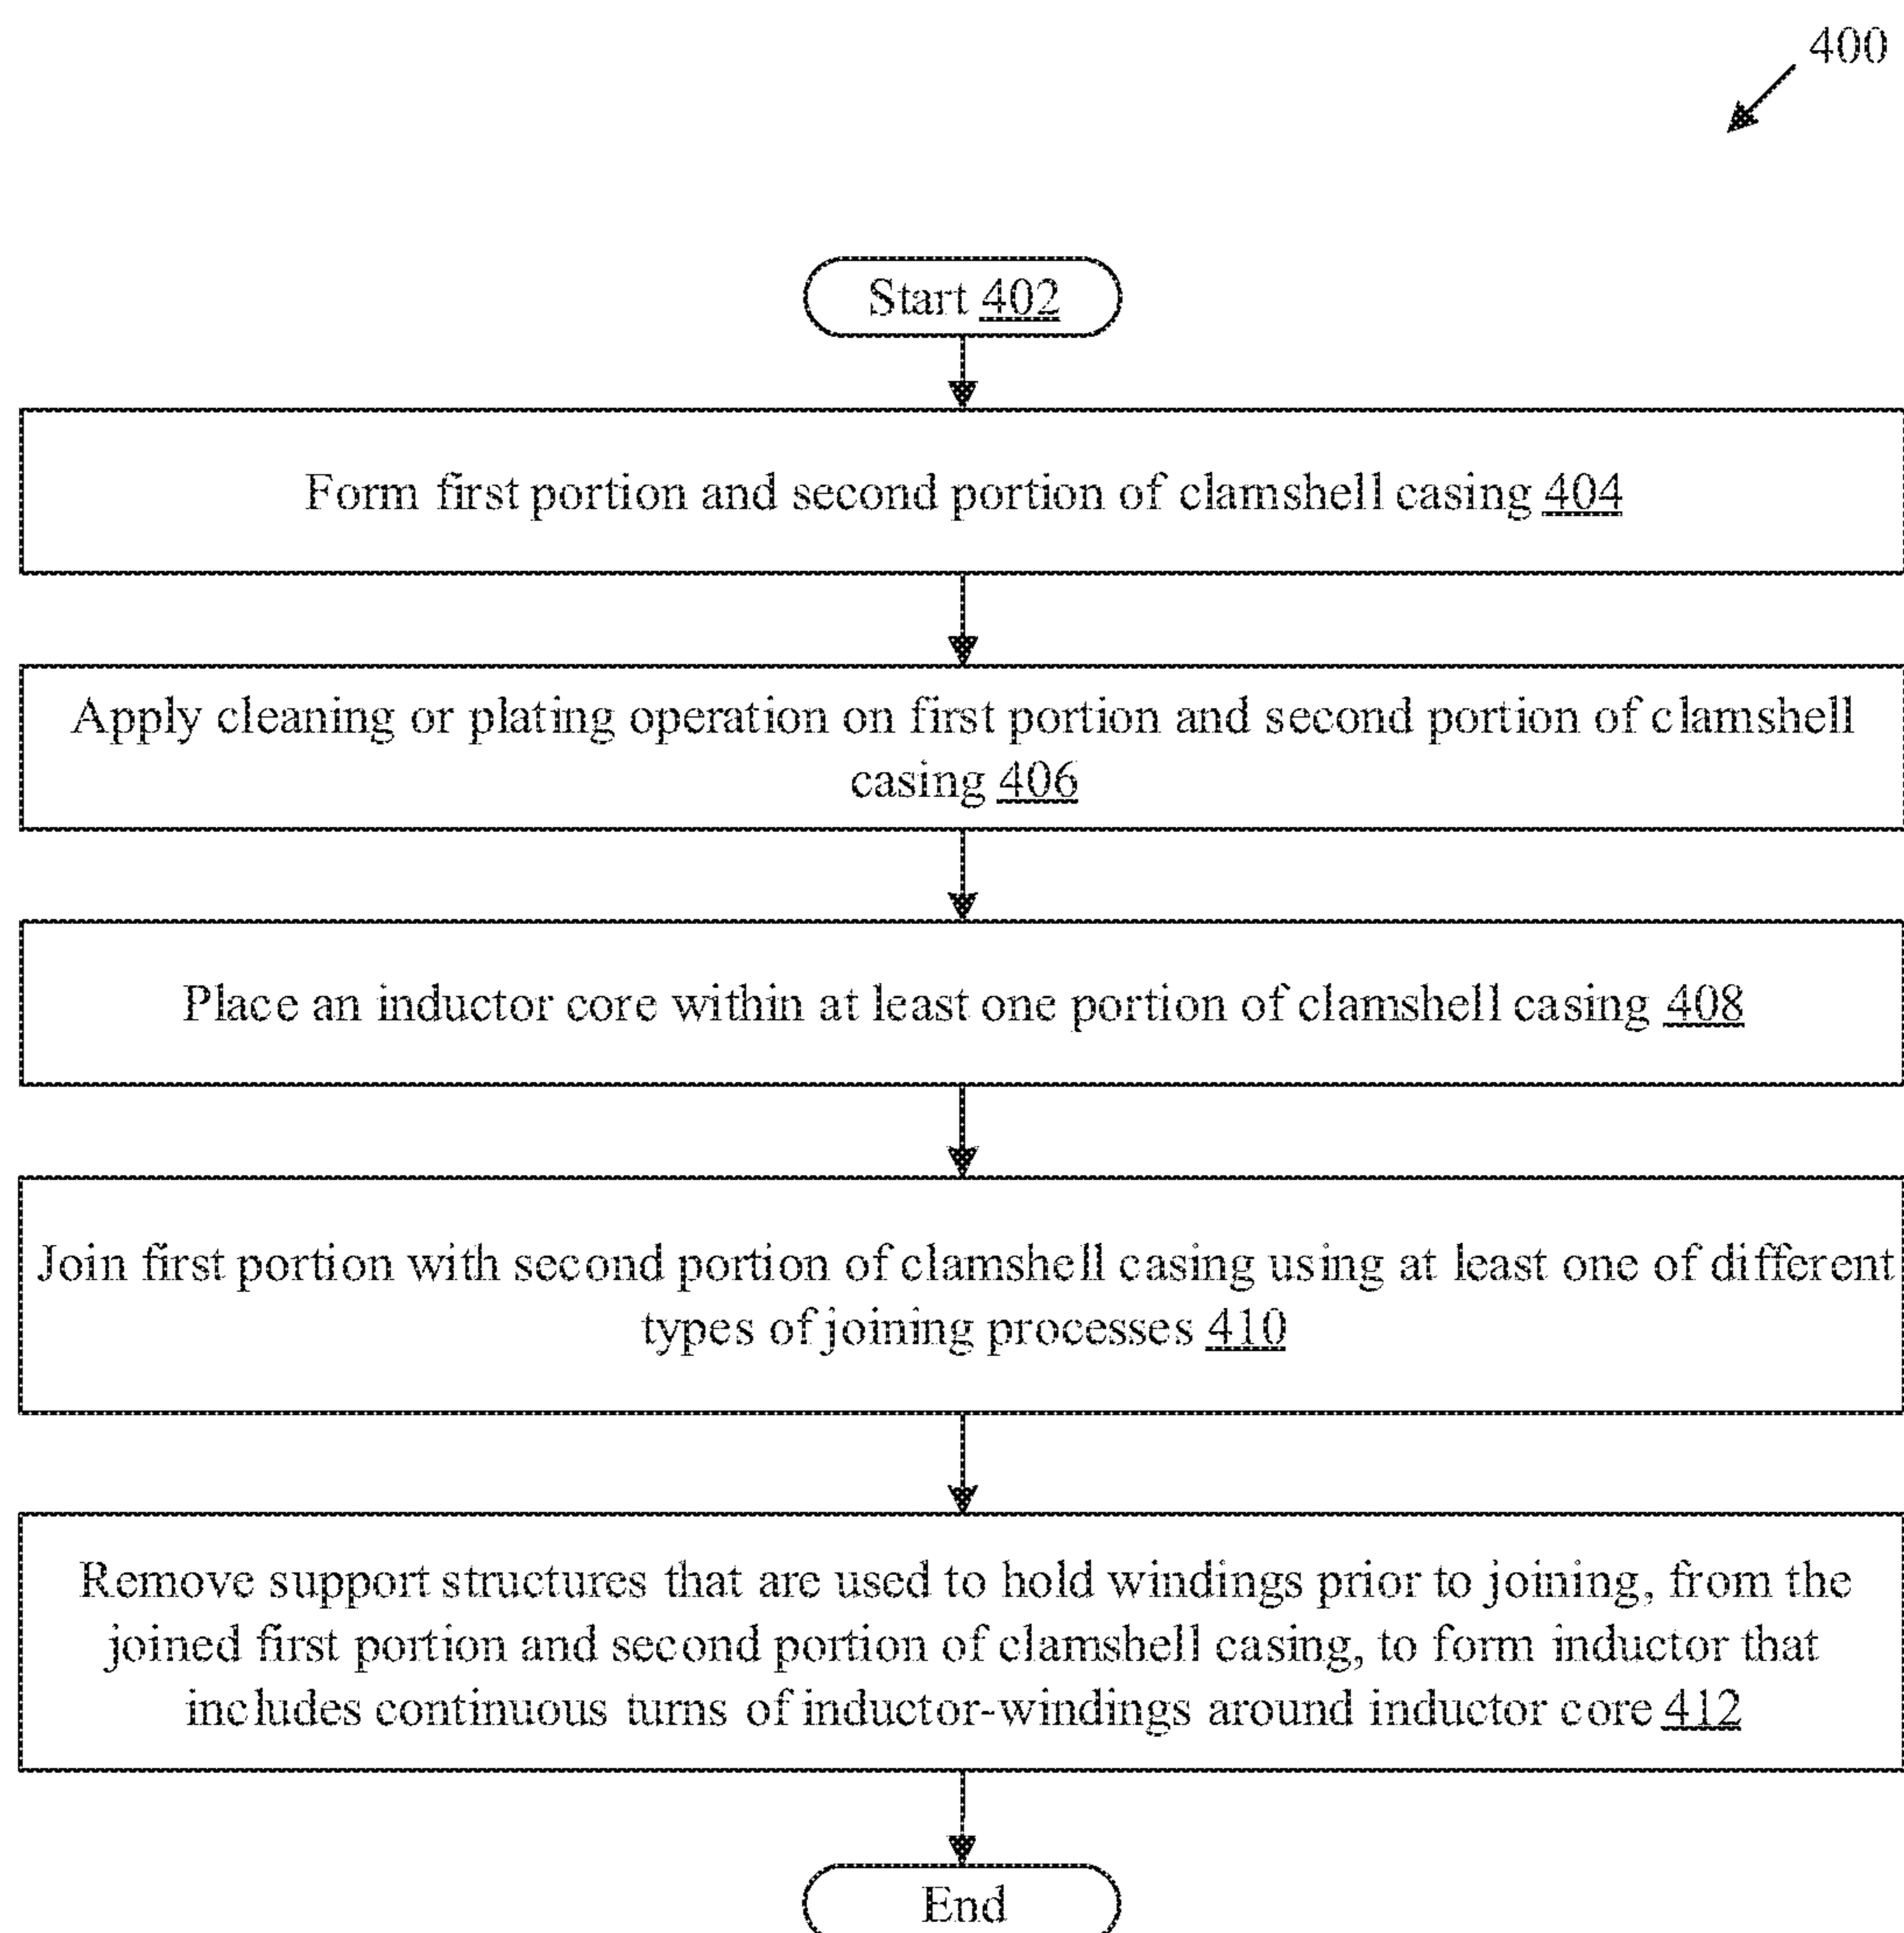 400
Start 402
Form first portion and second portion of clamshell casing 404
Apply cleaning or plating operation on first portion and second portion of clamshell
casing 406
Place an inductor core within at least one portion of clamshell casing 408
Join first portion with second portion of clamshell casing using at least one of different
types of joining processes 410
Remove support structures that are used to hold windings prior to joining, from the
joined first portion and second portion of clamshell casing, to form inductor that
includes continuous turns of inductor-windings around inductor core 412
End